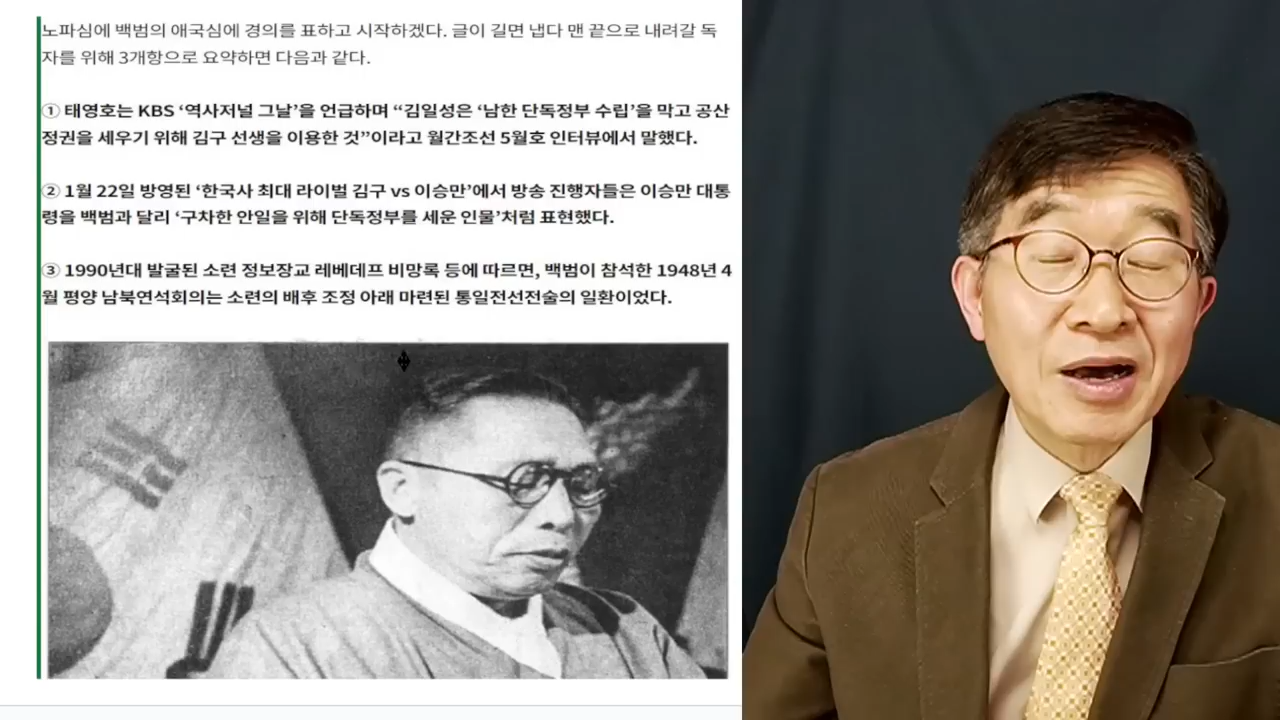 노파심에 백범의 애국심에 경의를 표하고 시작하겠다. 글이 길면 냅다 맨 끝으로 내려갈 독
자를 위해 3개항으로 요약하면 다음과 같다.
① 태영호는 KBS ‘역사저널 그날’을 언급하며 “김일성은 ‘남한 단독정부 수립’을 막고 공산
정권을 세우기 위해 김구 선생을 이용한 것”이라고 월간조선 5월호 인터뷰에서 말했다.
② 1월 22일 방영된 ‘한국사 최대 라이벌 김구 vs 이승만’에서 방송 진행자들은 이승만 대통
령을 백범과 달리 ‘구차한 안일을 위해 단독정부를 세운 인물’처럼 표현했다.
③ 1990년대 발굴된 소련 정보장교 레베데프 비망록 등에 따르면, 백범이 참석한 1948년 4
월 평양 남북연석회의는 소련의 배후 조정 아래 마련된 통일전선전술의 일환이었다.